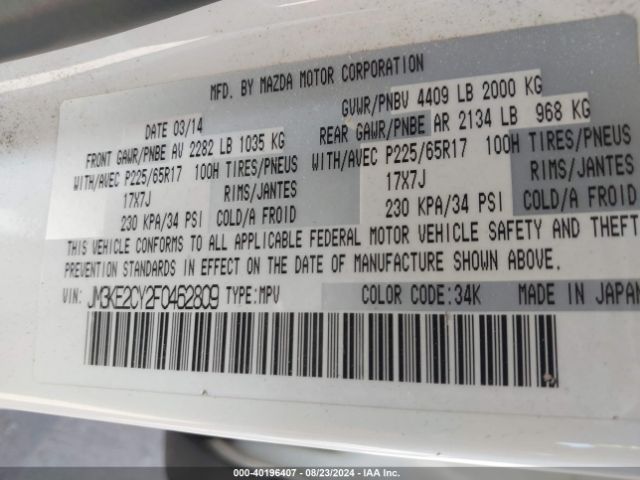 MFD. BY MAZDA MOTOR CORPORATION
DATE 03/14
GVWR/PNBV 4409 LB 2000 KG
FRONT GAWR/PNBE AV 2282 LB 1035 KG
REAR GAWR/PNBE AR 2134 LB 968 KG
WITH/AVEC P225/65R17 100H TIRES/PNEUS
WITH/AVEC P225/65R17 100H TIRES/PNEUS
17X7J RIMS/JANTES
17X7J RIMS/JANTES
230 KPA/34 PSI COLD/A FROID
230 KPA/34 PSI COLD/A FROID
THIS VEHICLE CONFORMS TO ALL APPLICABLE FEDERAL MOTOR VEHICLE SAFETY AND THEFT
PREVENTION STANDARDS IN EFFECT ON THE DATE OF MANUFACTURE SHOWN ABOVE.
VIN: JM3KE2CY2F0452809 TYPE:MPV COLOR CODE:34K MADE IN JAPAN
000-40196407 - 08/23/2024 - IAA Inc.